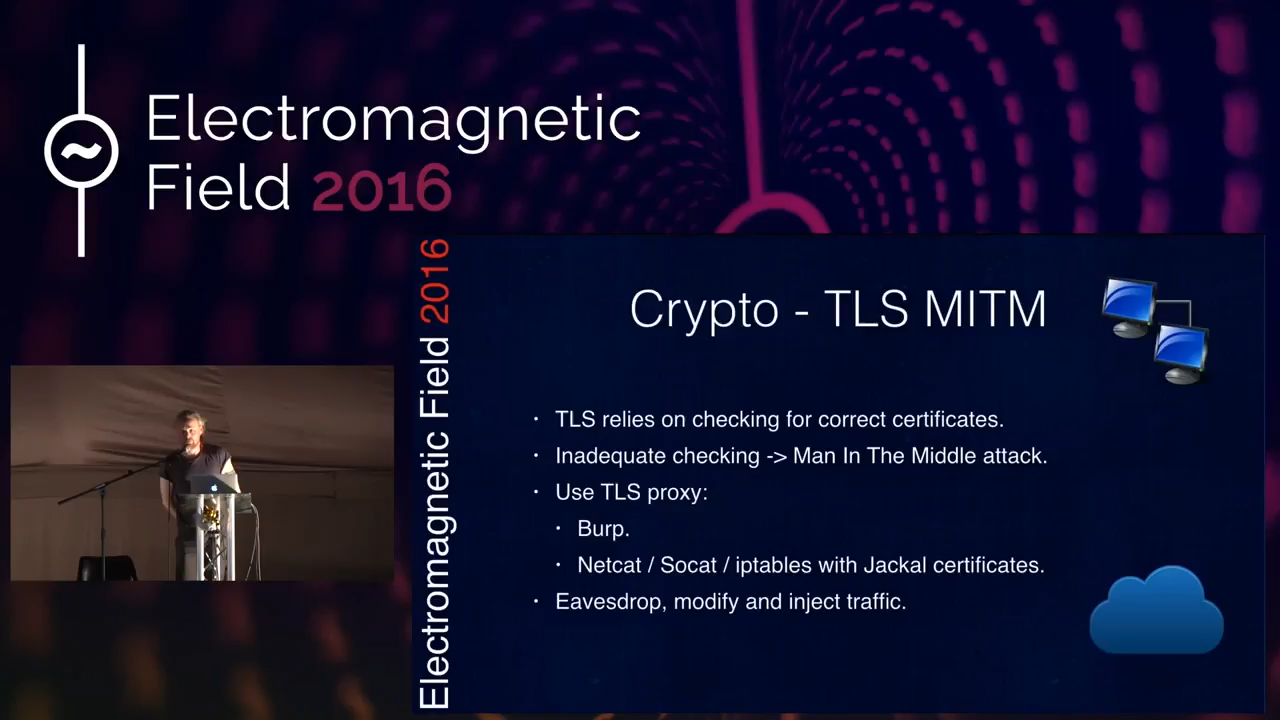 Electromagnetic
Field 2016
Electromagnetic Field 2016
Crypto - TLS MITM
· TLS relies on checking for correct certificates.
· Inadequate checking -> Man In The Middle attack.
· Use TLS proxy:
· Burp.
· Netcat / Socat / iptables with Jackal certificates.
· Eavesdrop, modify and inject traffic.